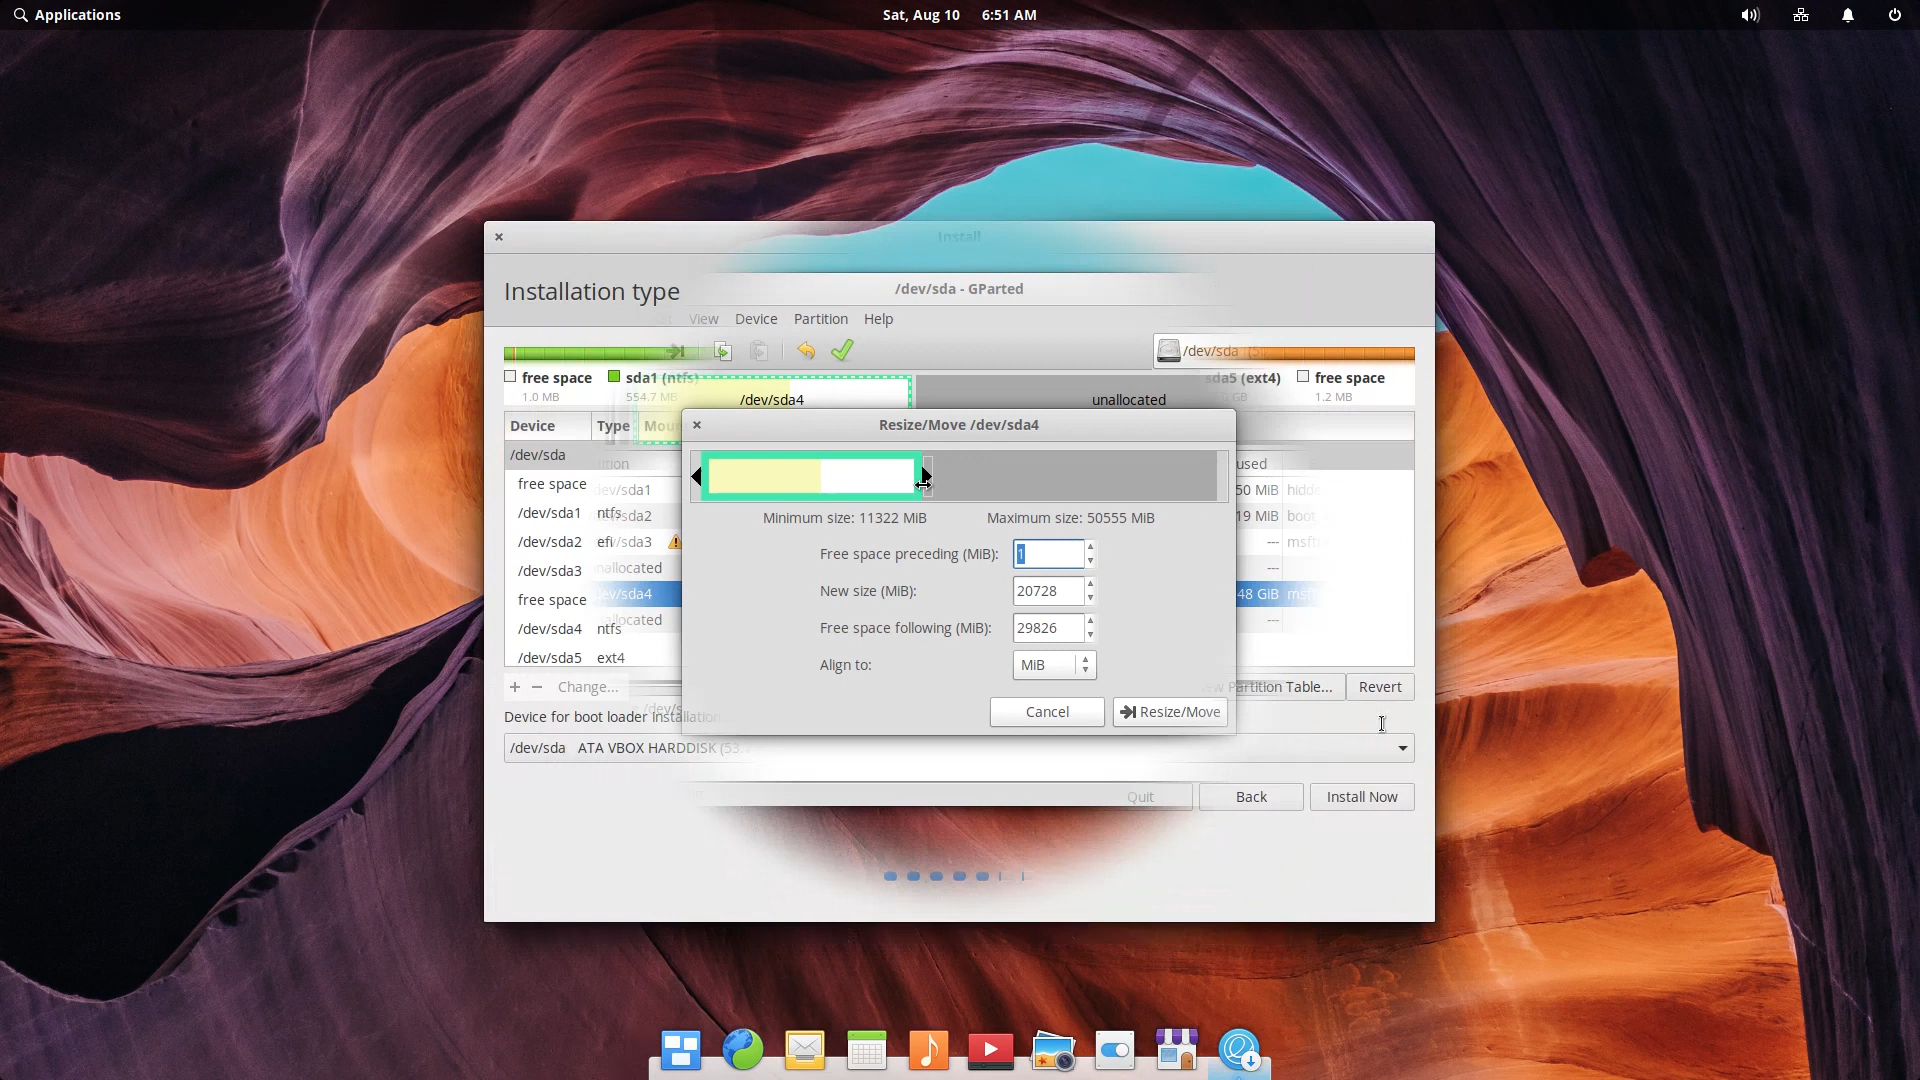 Applications
Sat, Aug 10 6:51 AM
Install
Installation type
/dev/sda - GParted
View Device Partition Help
/dev/sda
free space sda1 (ntfs) sda5 (ext4) free space
1.0 MB 554.7 MB GB 1.2 MB
/dev/sda4 unallocated
Device Type
Resize/Move /dev/sda4
/dev/sda
free space
/dev/sda1 ntfs
/dev/sda2 efi
/dev/sda3
free space
/dev/sda4 ntfs
/dev/sda5 ext4
/dev/sda4
Minimum size: 11322 MiB Maximum size: 50555 MiB
Free space preceding (MiB): 1
New size (MiB): 20728
Free space following (MiB): 29826
Align to: MiB
Cancel Resize/Move
+ − Change... Partition Table... Revert
Device for boot loader installation
/dev/sda ATA VBOX HARDDISK (53.
Quit Back Install Now